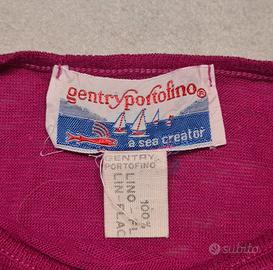 gentryportofino®
a sea creator
GENTRY
PORTOFINO
100%
LINO - FL
LIN - FLAC
subito